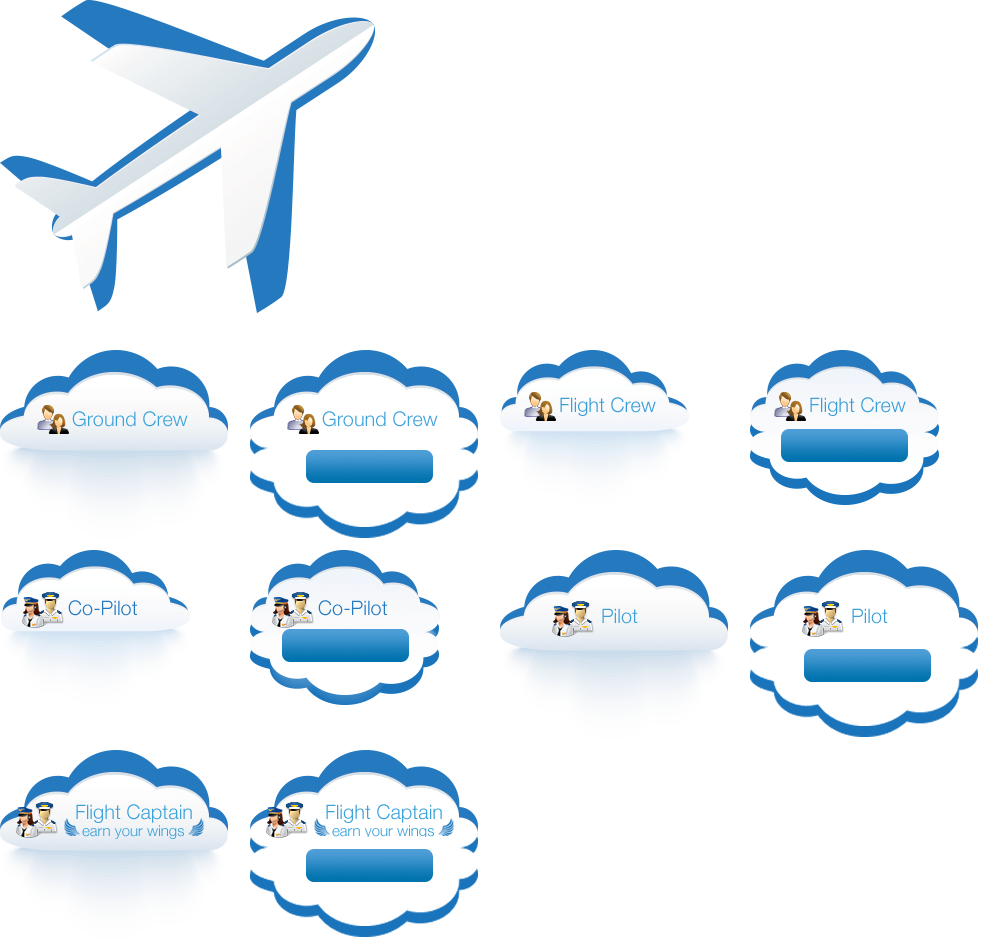 Ground Crew
Ground Crew
Flight Crew
Flight Crew
Co-Pilot
Co-Pilot
Pilot
Pilot
Flight Captain
earn your wings
Flight Captain
earn your wings